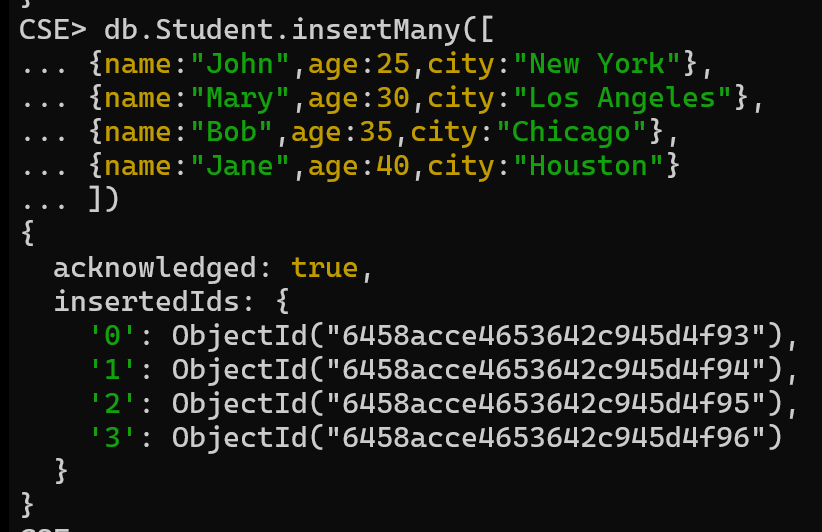 }
CSE> db.Student.insertMany([
... {name:"John",age:25,city:"New York"},
... {name:"Mary",age:30,city:"Los Angeles"},
... {name:"Bob",age:35,city:"Chicago"},
... {name:"Jane",age:40,city:"Houston"}
... ])
{
  acknowledged: true,
  insertedIds: {
    '0': ObjectId("6458acce4653642c945d4f93"),
    '1': ObjectId("6458acce4653642c945d4f94"),
    '2': ObjectId("6458acce4653642c945d4f95"),
    '3': ObjectId("6458acce4653642c945d4f96")
  }
}